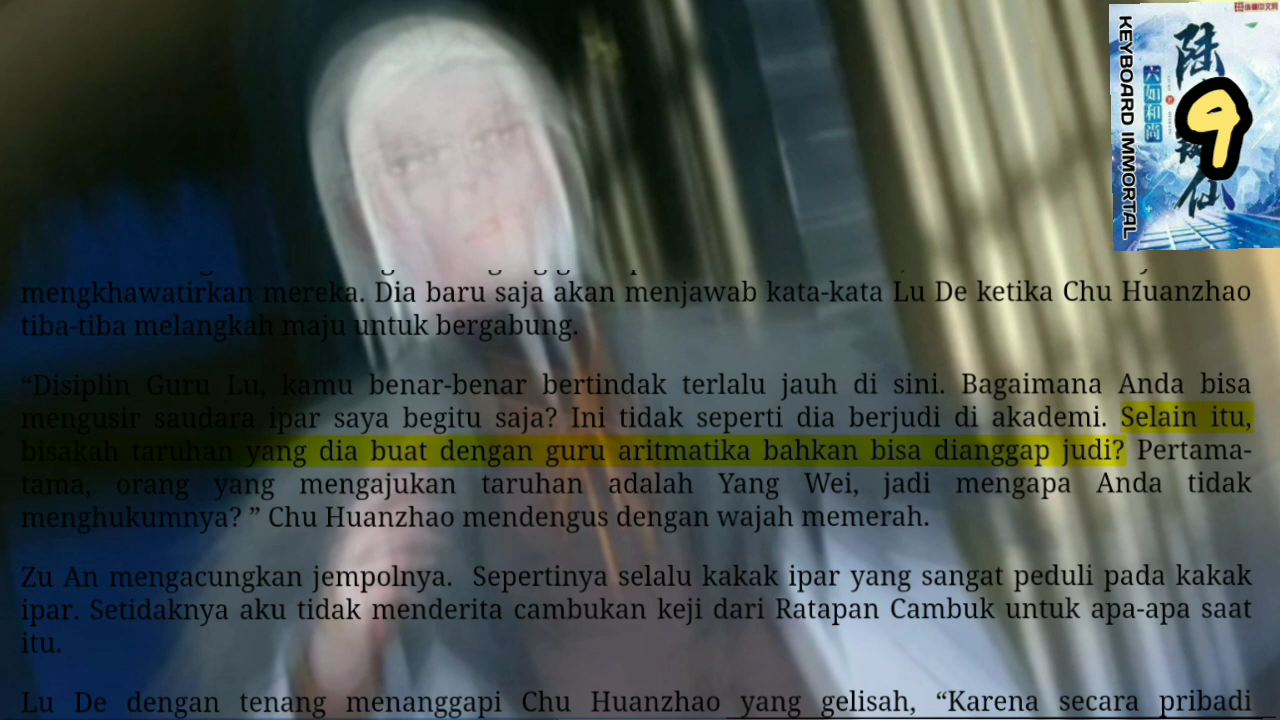 mengkhawatirkan mereka. Dia baru saja akan menjawab kata-kata Lu De ketika Chu Huanzhao
tiba-tiba melangkah maju untuk bergabung.
“Disiplin Guru Lu, kamu benar-benar bertindak terlalu jauh di sini. Bagaimana Anda bisa
mengusir saudara ipar saya begitu saja? Ini tidak seperti dia berjudi di akademi. Selain itu,
bisakah taruhan yang dia buat dengan guru aritmatika bahkan bisa dianggap judi? Pertama-
tama, orang yang mengajukan taruhan adalah Yang Wei, jadi mengapa Anda tidak
menghukumnya? ” Chu Huanzhao mendengus dengan wajah memerah.
Zu An mengacungkan jempolnya.  Sepertinya selalu kakak ipar yang sangat peduli pada kakak
ipar. Setidaknya aku tidak menderita cambukan keji dari Ratapan Cambuk untuk apa-apa saat
itu.
Lu De dengan tenang menanggapi Chu Huanzhao yang gelisah, “Karena secara pribadi
KEYBOARD IMMORTAL
陆
仙
六如和尚
9